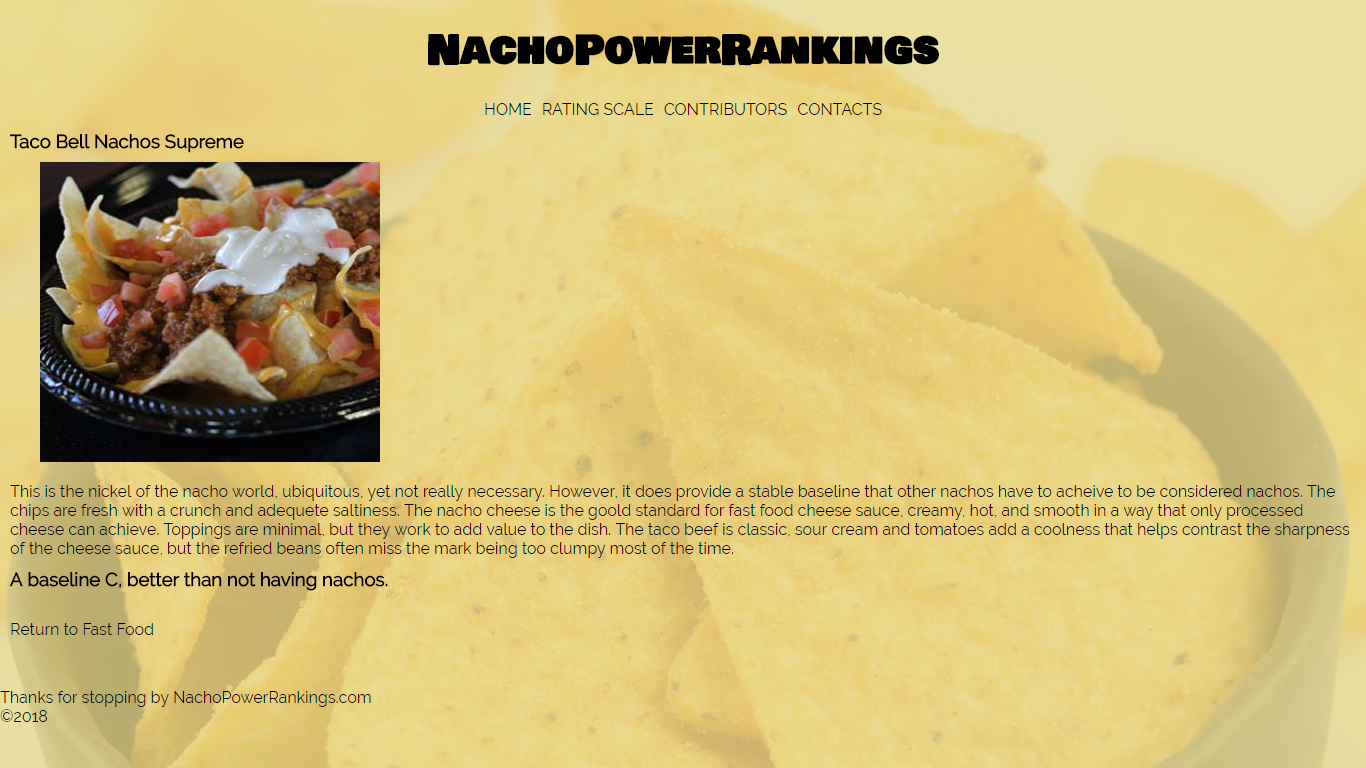 NachoPowerRankings
HOME RATING SCALE CONTRIBUTORS CONTACTS
Taco Bell Nachos Supreme
This is the nickel of the nacho world, ubiquitous, yet not really necessary. However, it does provide a stable baseline that other nachos have to acheive to be considered nachos. The
chips are fresh with a crunch and adequete saltiness. The nacho cheese is the goold standard for fast food cheese sauce, creamy, hot, and smooth in a way that only processed
cheese can achieve. Toppings are minimal, but they work to add value to the dish. The taco beef is classic, sour cream and tomatoes add a coolness that helps contrast the sharpness
of the cheese sauce, but the refried beans often miss the mark being too clumpy most of the time.
A baseline C, better than not having nachos.
Return to Fast Food
Thanks for stopping by NachoPowerRankings.com
©2018